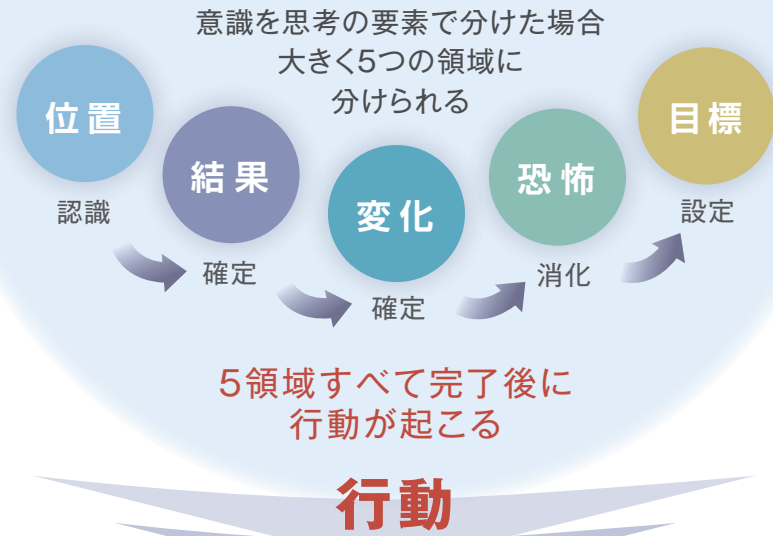 意識を思考の要素で分けた場合
大きく5つの領域に
分けられる
位置
認識
結果
確定
変化
確定
恐怖
消化
目標
設定
5領域すべて完了後に
行動が起こる
行動